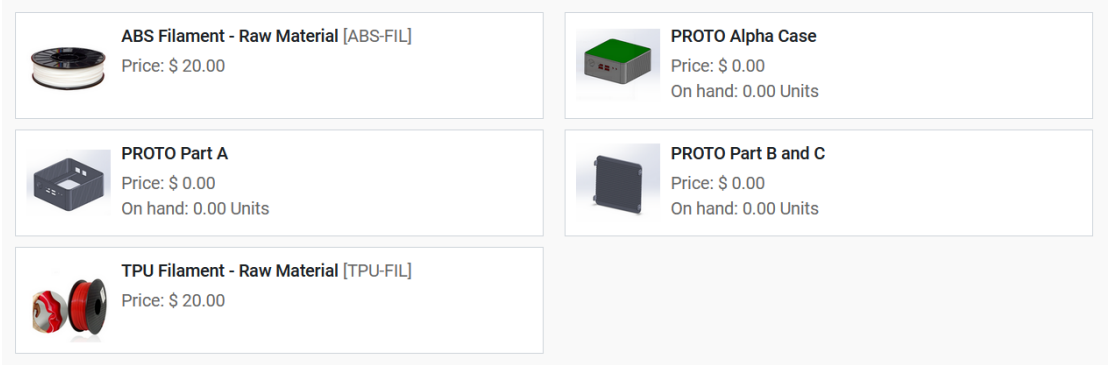 ABS Filament - Raw Material [ABS-FIL]
Price: $ 20.00
PROTO Alpha Case
Price: $ 0.00
On hand: 0.00 Units
PROTO Part A
Price: $ 0.00
On hand: 0.00 Units
PROTO Part B and C
Price: $ 0.00
On hand: 0.00 Units
TPU Filament - Raw Material [TPU-FIL]
Price: $ 20.00